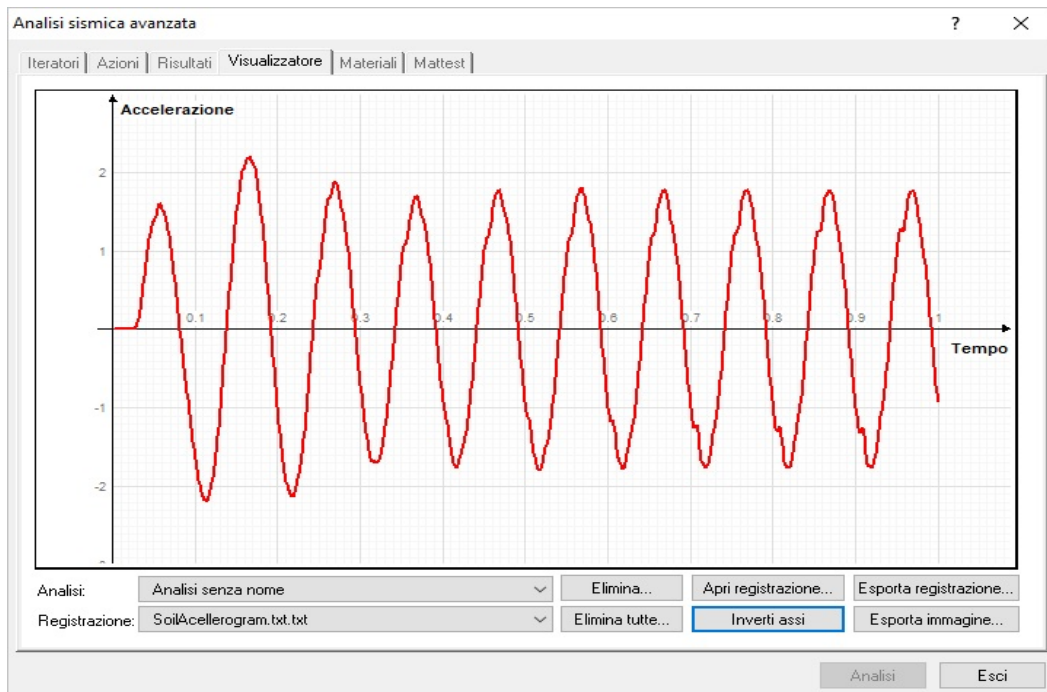 Analisi sismica avanzata ? ×
Iteratori Azioni Risultati Visualizzatore Materiali Mattest
Accelerazione
2
1
0.1 0.2 0.3 0.4 0.5 0.6 0.7 0.8 0.9 1
Tempo
-1
-2
Analisi: Analisi senza nome Elimina... Apri registrazione... Esporta registrazione...
Registrazione: SoilAcellerogram.txt.txt Elimina tutte... Inverti assi Esporta immagine...
Analisi Esci